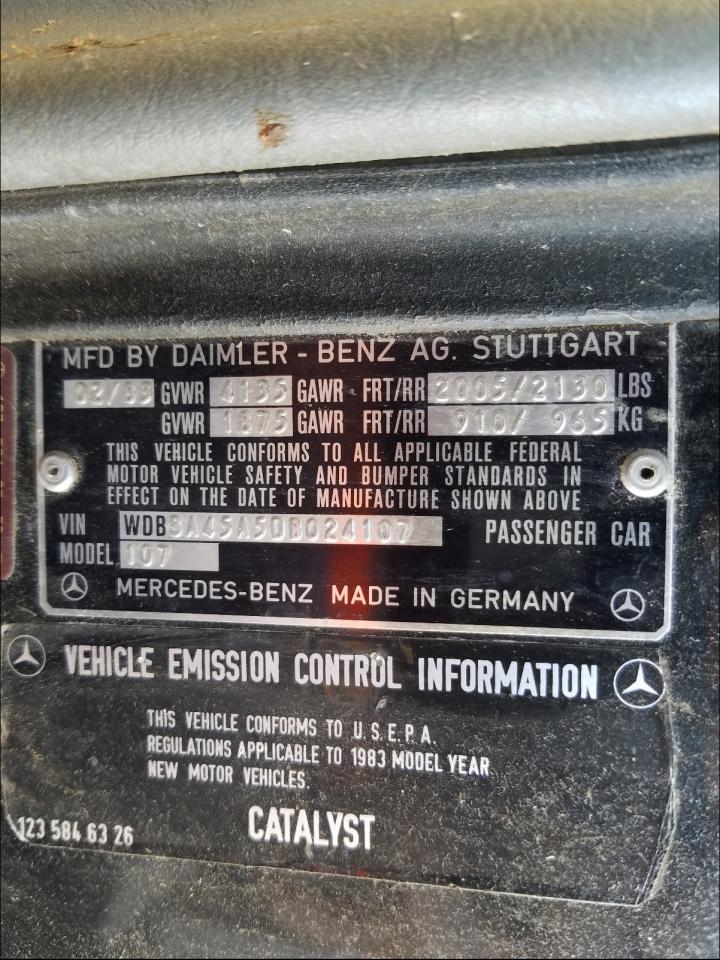 MFD BY DAIMLER - BENZ AG. STUTTGART
02/83 GVWR 4135 GAWR FRT/RR 2005/2130 LBS
GVWR 1875 GAWR FRT/RR 910/ 965 KG
THIS VEHICLE CONFORMS TO ALL APPLICABLE FEDERAL
MOTOR VEHICLE SAFETY AND BUMPER STANDARDS IN
EFFECT ON THE DATE OF MANUFACTURE SHOWN ABOVE
VIN WDBBA45A5DB024107 PASSENGER CAR
MODEL 107
MERCEDES-BENZ MADE IN GERMANY
VEHICLE EMISSION CONTROL INFORMATION
THIS VEHICLE CONFORMS TO U.S.E.P.A.
REGULATIONS APPLICABLE TO 1983 MODEL YEAR
NEW MOTOR VEHICLES.
CATALYST
123 584 63 26